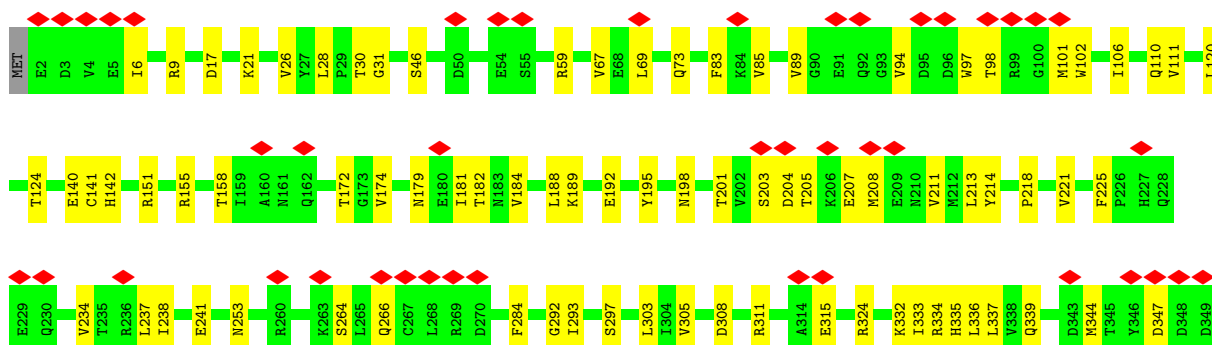 MET E2 D3 V4 E5 I6 R9 D17 K21 V26 Y27 L28 P29 T30 G31 S46 D50 E54 S55 R59 V67 E68 L69 Q73 F83 K84 V85 V89 G90 E91 Q92 G93 V94 D95 D96 W97 T98 R99 G100 M101 W102 I106 Q110 V111
T124 E140 C141 H142 R151 R155 T158 I159 A160 N161 Q162 T172 G173 V174 N179 E180 I181 T182 N183 V184 L188 K189 E192 Y195 N198 T201 V202 S203 D204 T205 K206 E207 M208 E209 N210 V211 M212 L213 Y214 P218 V221 F225 P226 H227 Q228
E229 Q230 V234 T235 R236 L237 I238 E241 N253 R260 K263 S264 L265 Q266 C267 L268 R269 D270 F284 G292 I293 S297 L303 I304 V305 D308 R311 A314 E315 R324 K332 I333 R334 H335 L336 L337 V338 Q339 D343 M344 T345 Y346 D347 D348 D349